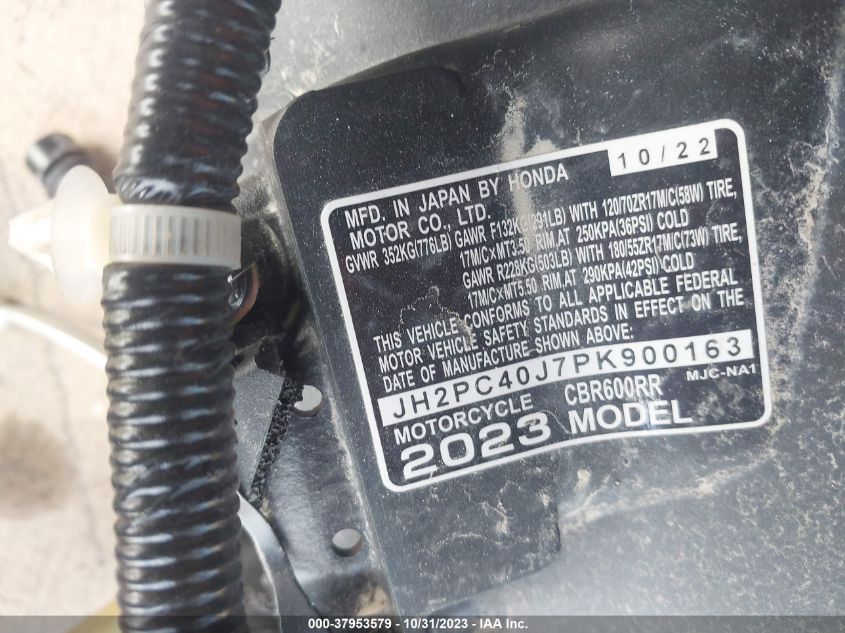 10/22
MFD. IN JAPAN BY HONDA
MOTOR CO., LTD.
GVWR 352KG(776LB) GAWR F132KG(291LB) WITH 120/70ZR17M/C(58W) TIRE,
17M/CxMT3.50 RIM,AT 250KPA(36PSI) COLD
GAWR R228KG(503LB) WITH 180/55ZR17M/C(73W) TIRE,
17M/CxMT5.50 RIM,AT 290KPA(42PSI) COLD
THIS VEHICLE CONFORMS TO ALL APPLICABLE FEDERAL
MOTOR VEHICLE SAFETY STANDARDS IN EFFECT ON THE
DATE OF MANUFACTURE SHOWN ABOVE:
JH2PC40J7PK900163
MOTORCYCLE CBR600RR MJC-NA1
2023 MODEL
000-37953579 - 10/31/2023 - IAA Inc.